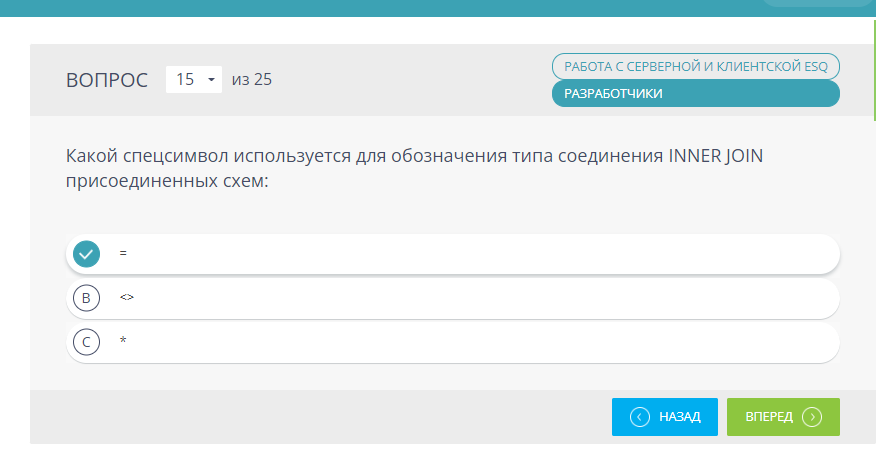 ВОПРОС 15 из 25
РАБОТА С СЕРВЕРНОЙ И КЛИЕНТСКОЙ ESQ
РАЗРАБОТЧИКИ
Какой спецсимвол используется для обозначения типа соединения INNER JOIN
присоединенных схем:
=
B <>
C *
НАЗАД ВПЕРЕД